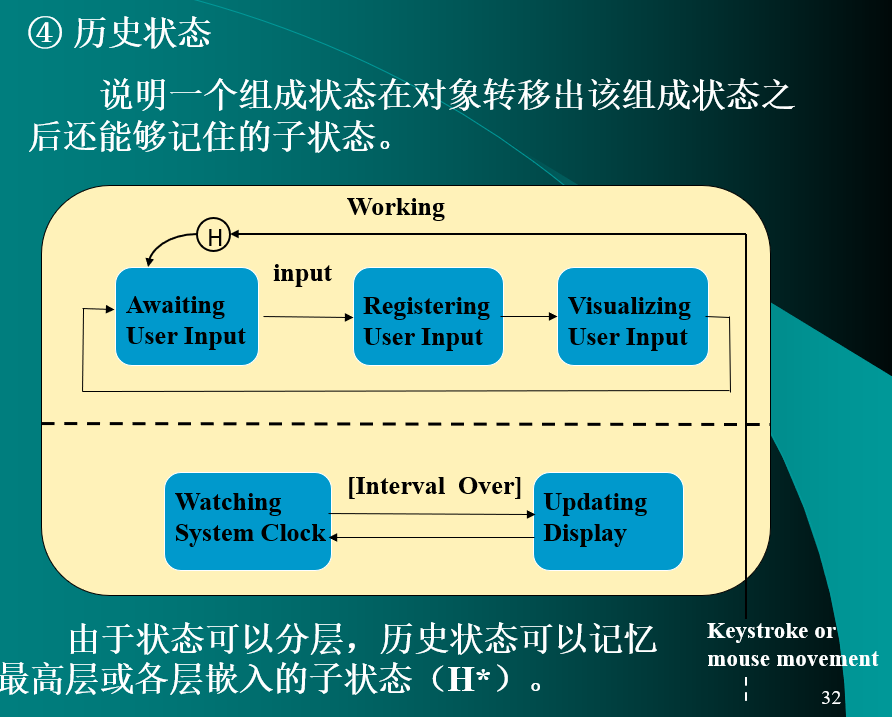 ④ 历史状态
说明一个组成状态在对象转移出该组成状态之
后还能够记住的子状态。
Working
H
input
Awaiting
User Input
Registering
User Input
Visualizing
User Input
[Interval Over]
Watching
System Clock
Updating
Display
由于状态可以分层，历史状态可以记忆
最高层或各层嵌入的子状态（H*）。
Keystroke or
mouse movement
32